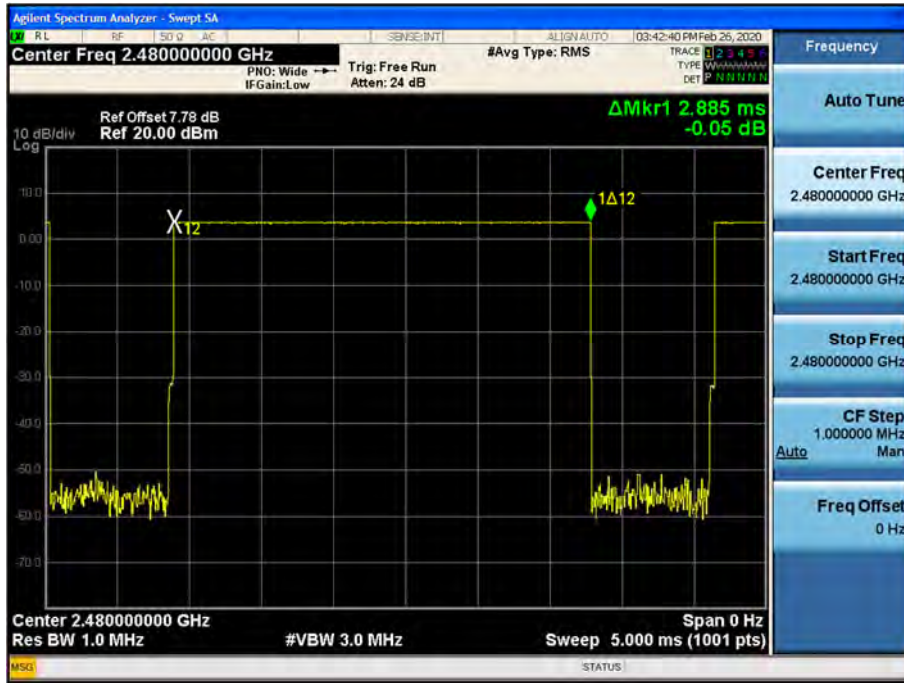 Agilent Spectrum Analyzer - Swept SA
RL RF 50 Ω AC SENSE:INT ALIGN AUTO 03:42:40 PM Feb 26, 2020
Center Freq 2.480000000 GHz
PNO: Wide
IFGain:Low
Trig: Free Run
Atten: 24 dB
#Avg Type: RMS
TRACE 1 2 3 4 5 6
TYPE
DET P N N N N N
ΔMkr1 2.885 ms
-0.05 dB
Ref Offset 7.78 dB
10 dB/div Ref 20.00 dBm
Log
10.0
0.00
-10.0
-20.0
-30.0
-40.0
-50.0
-60.0
-70.0
X12
1Δ12
Center 2.480000000 GHz
Span 0 Hz
Res BW 1.0 MHz
#VBW 3.0 MHz
Sweep 5.000 ms (1001 pts)
MSG
STATUS
Frequency
Auto Tune
Center Freq
2.480000000 GHz
Start Freq
2.480000000 GHz
Stop Freq
2.480000000 GHz
CF Step
1.000000 MHz
Auto Man
Freq Offset
0 Hz